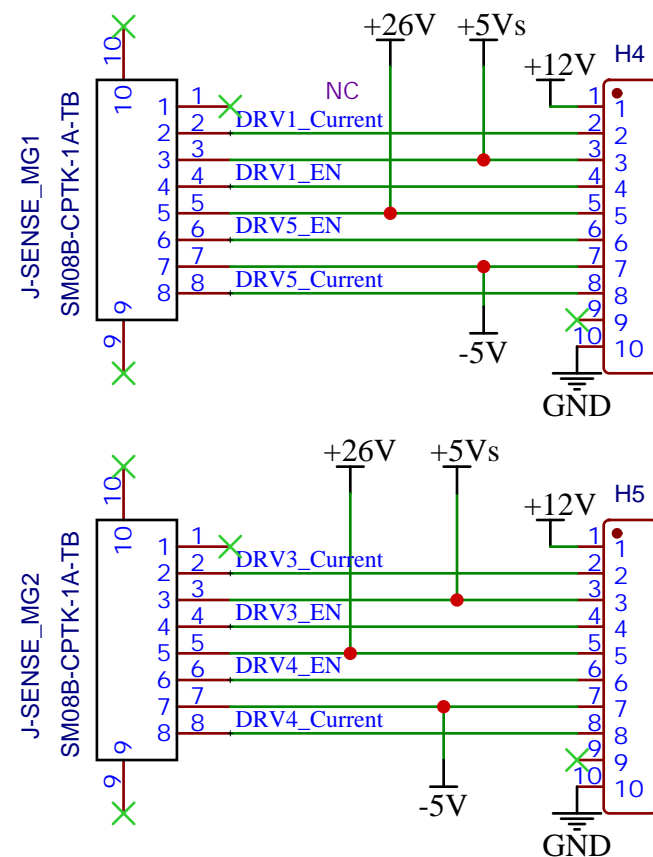 +26V +5Vs
H4
+12V
NC
J-SENSE_MG1
SM08B-CPTK-1A-TB
10
10
1 1
2 2 DRV1_Current
3 3
4 4 DRV1_EN
5 5
6 6 DRV5_EN
7 7
8 8 DRV5_Current
9
9
1 1
2 2
3 3
4 4
5 5
6 6
7 7
8 8
9 9
10 10
-5V
GND
+26V +5Vs
H5
+12V
J-SENSE_MG2
SM08B-CPTK-1A-TB
10
10
1 1
2 2 DRV3_Current
3 3
4 4 DRV3_EN
5 5
6 6 DRV4_EN
7 7
8 8 DRV4_Current
9
9
1 1
2 2
3 3
4 4
5 5
6 6
7 7
8 8
9 9
10 10
-5V
GND